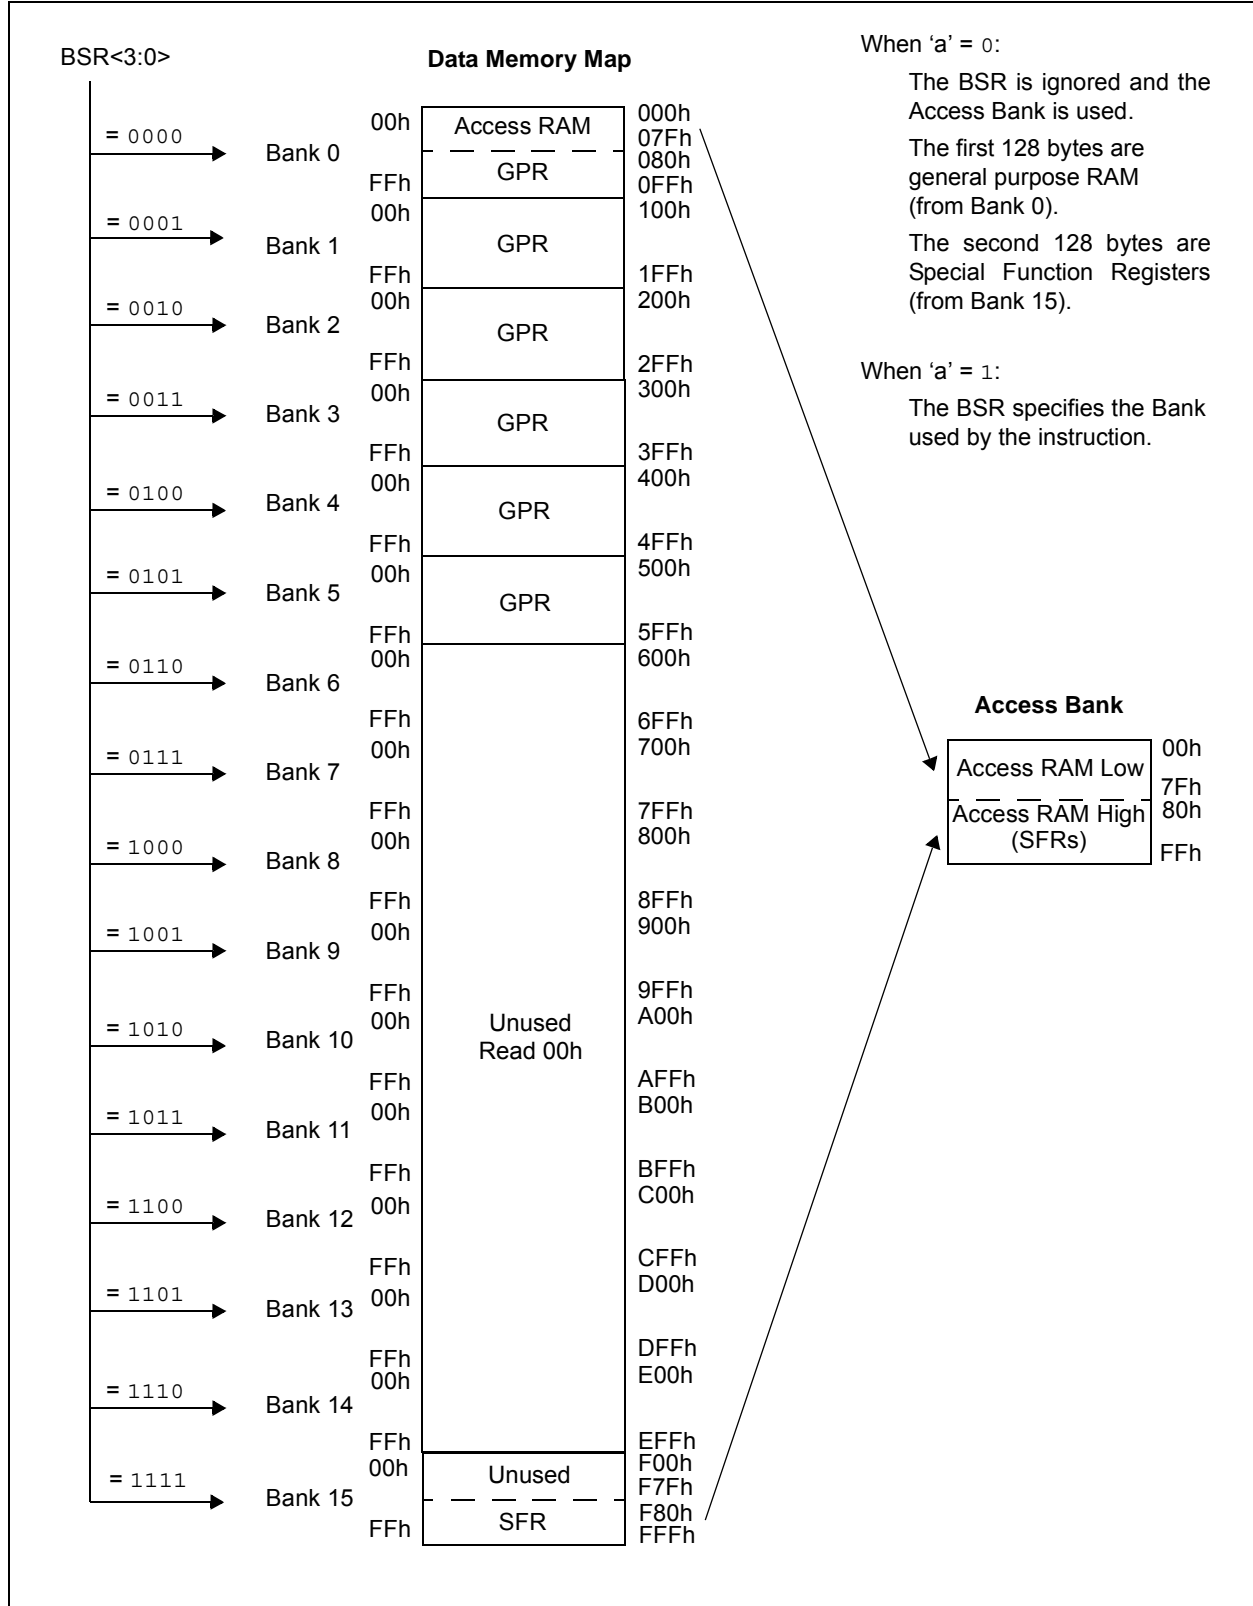 BSR<3:0>
Data Memory Map
When ‘a’ = 0:
The BSR is ignored and the
Access Bank is used.
The first 128 bytes are
general purpose RAM
(from Bank 0).
The second 128 bytes are
Special Function Registers
(from Bank 15).
When ‘a’ = 1:
The BSR specifies the Bank
used by the instruction.
= 0000
Bank 0
00h
FFh
Access RAM
GPR
000h
07Fh
080h
0FFh
= 0001
Bank 1
00h
FFh
GPR
100h
1FFh
= 0010
Bank 2
00h
FFh
GPR
200h
2FFh
= 0011
Bank 3
00h
FFh
GPR
300h
3FFh
= 0100
Bank 4
00h
FFh
GPR
400h
4FFh
= 0101
Bank 5
00h
FFh
GPR
500h
5FFh
= 0110
Bank 6
00h
FFh
600h
6FFh
= 0111
Bank 7
00h
FFh
700h
7FFh
= 1000
Bank 8
00h
FFh
800h
8FFh
= 1001
Bank 9
00h
FFh
900h
9FFh
= 1010
Bank 10
00h
FFh
Unused
Read 00h
A00h
AFFh
= 1011
Bank 11
00h
FFh
B00h
BFFh
= 1100
Bank 12
00h
FFh
C00h
CFFh
= 1101
Bank 13
00h
FFh
D00h
DFFh
= 1110
Bank 14
00h
FFh
E00h
EFFh
= 1111
Bank 15
00h
FFh
Unused
SFR
F00h
F7Fh
F80h
FFFh
Access Bank
Access RAM Low
Access RAM High
(SFRs)
00h
7Fh
80h
FFh